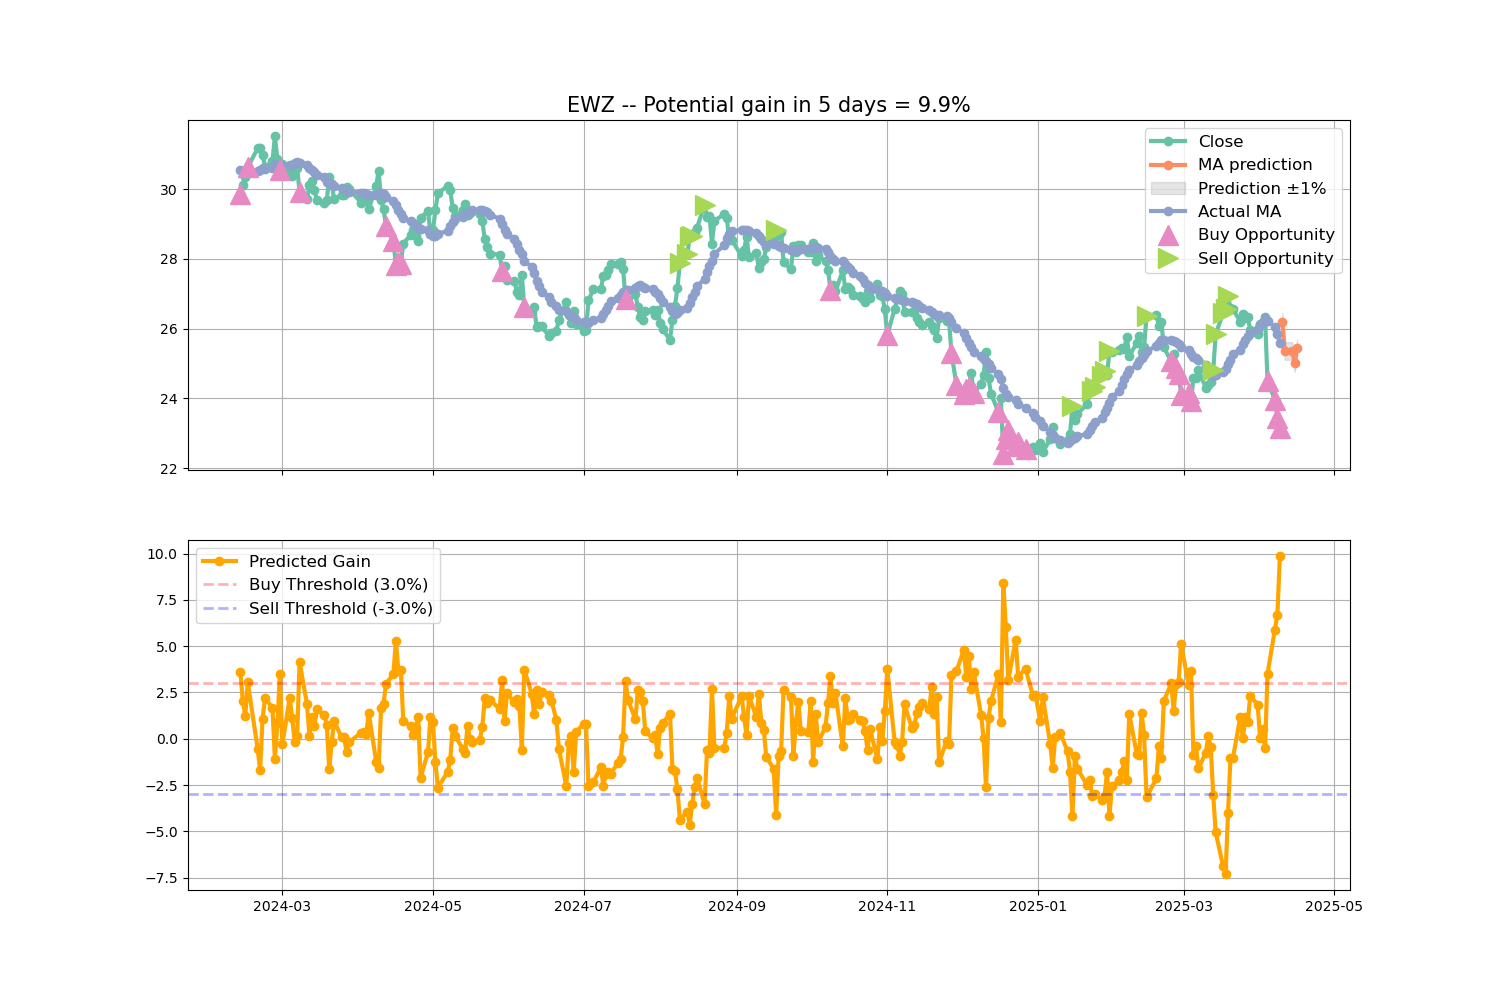 EWZ -- Potential gain in 5 days = 9.9%
30
28
26
24
22
Close
MA prediction
Prediction ±1%
Actual MA
Buy Opportunity
Sell Opportunity
10.0
7.5
5.0
2.5
0.0
−2.5
−5.0
−7.5
Predicted Gain
Buy Threshold (3.0%)
Sell Threshold (-3.0%)
2024-03
2024-05
2024-07
2024-09
2024-11
2025-01
2025-03
2025-05